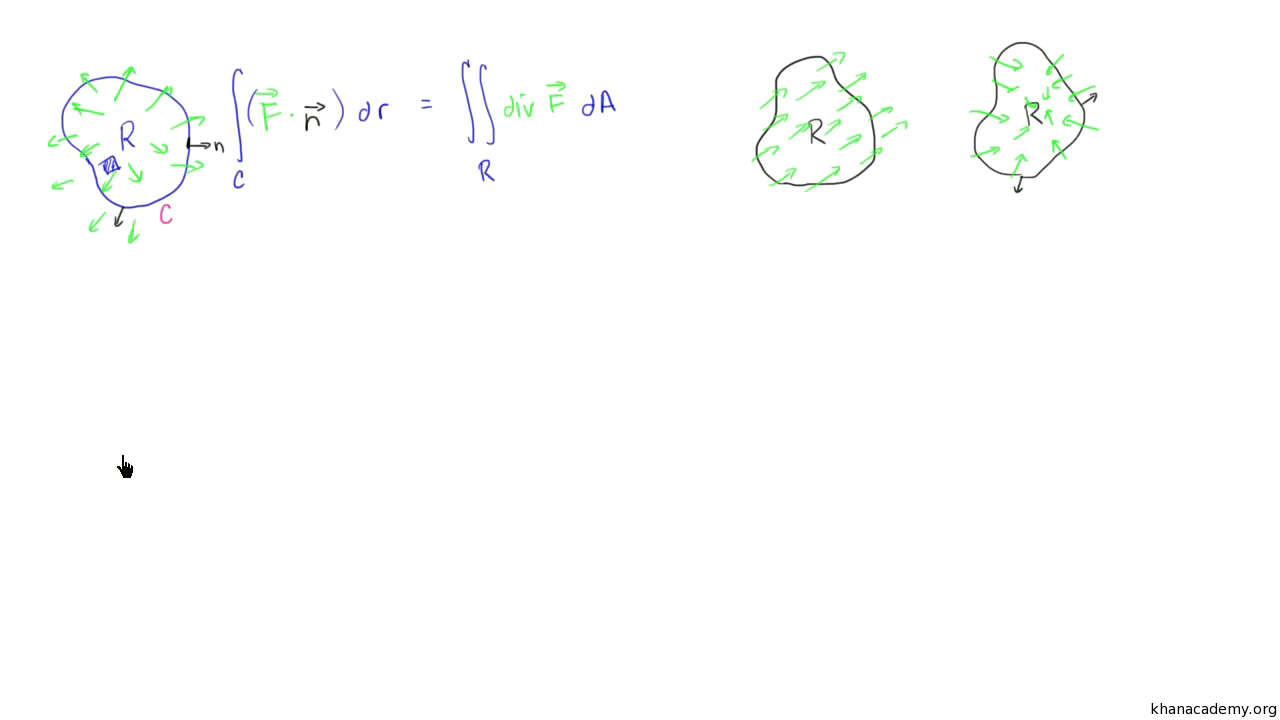 R n C
∫ (F⃗ · n⃗) dr = ∬ div F⃗ dA
C R
R
R
khanacademy.org